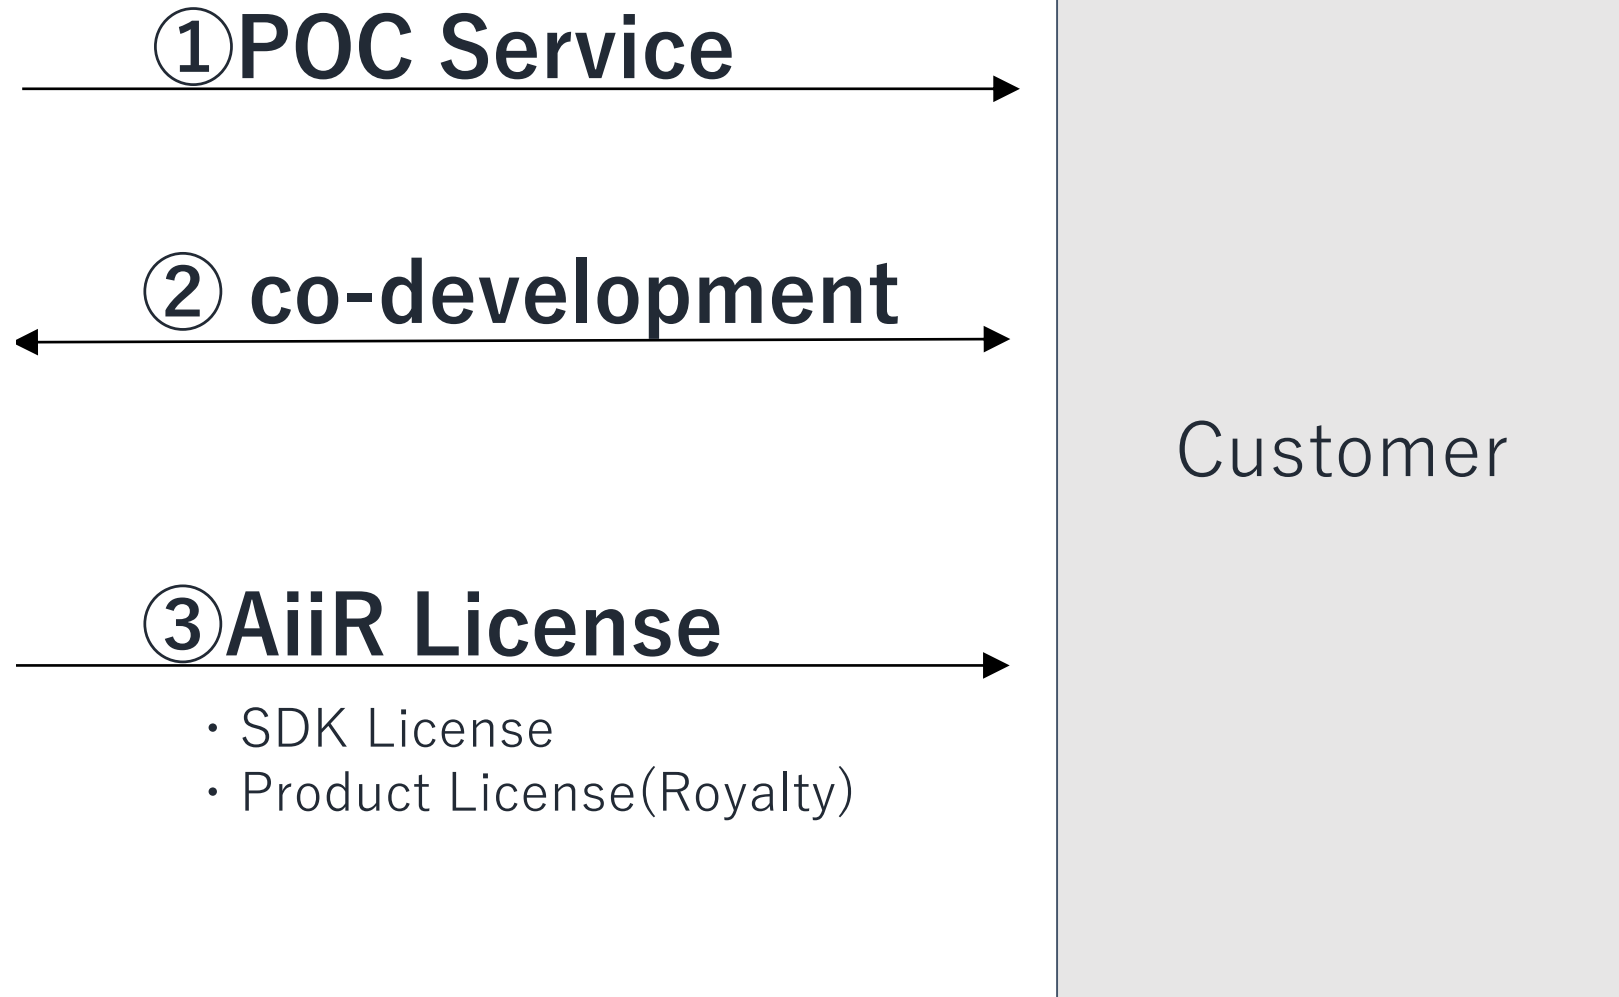 ①POC Service
② co-development
Customer
③AiiR License
・SDK License
・Product License(Royalty)